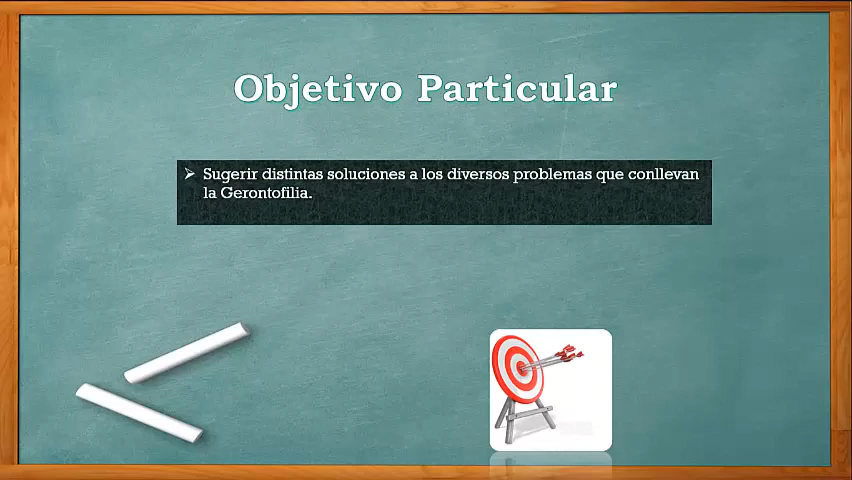 Objetivo Particular
Sugerir distintas soluciones a los diversos problemas que conllevan
la Gerontofilia.